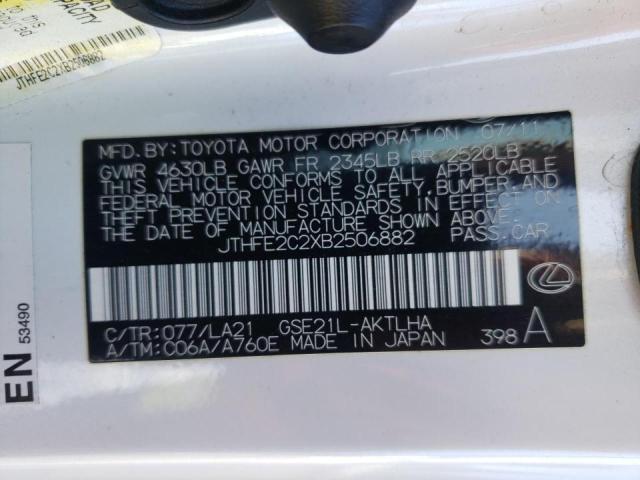 CAPACITY
JTHFE2C2XB2506882
MFD. BY: TOYOTA MOTOR CORPORATION 07/11
GVWR 4630LB GAWR FR 2345LB RR 2520LB
THIS VEHICLE CONFORMS TO ALL APPLICABLE
FEDERAL MOTOR VEHICLE SAFETY, BUMPER, AND
THEFT PREVENTION STANDARDS IN EFFECT ON
THE DATE OF MANUFACTURE SHOWN ABOVE.
JTHFE2C2XB2506882 PASS. CAR
C/TR: 077/LA21 GSE21L-AKTLHA
A/TM: C06A/A760E MADE IN JAPAN 398 A
EN 53490